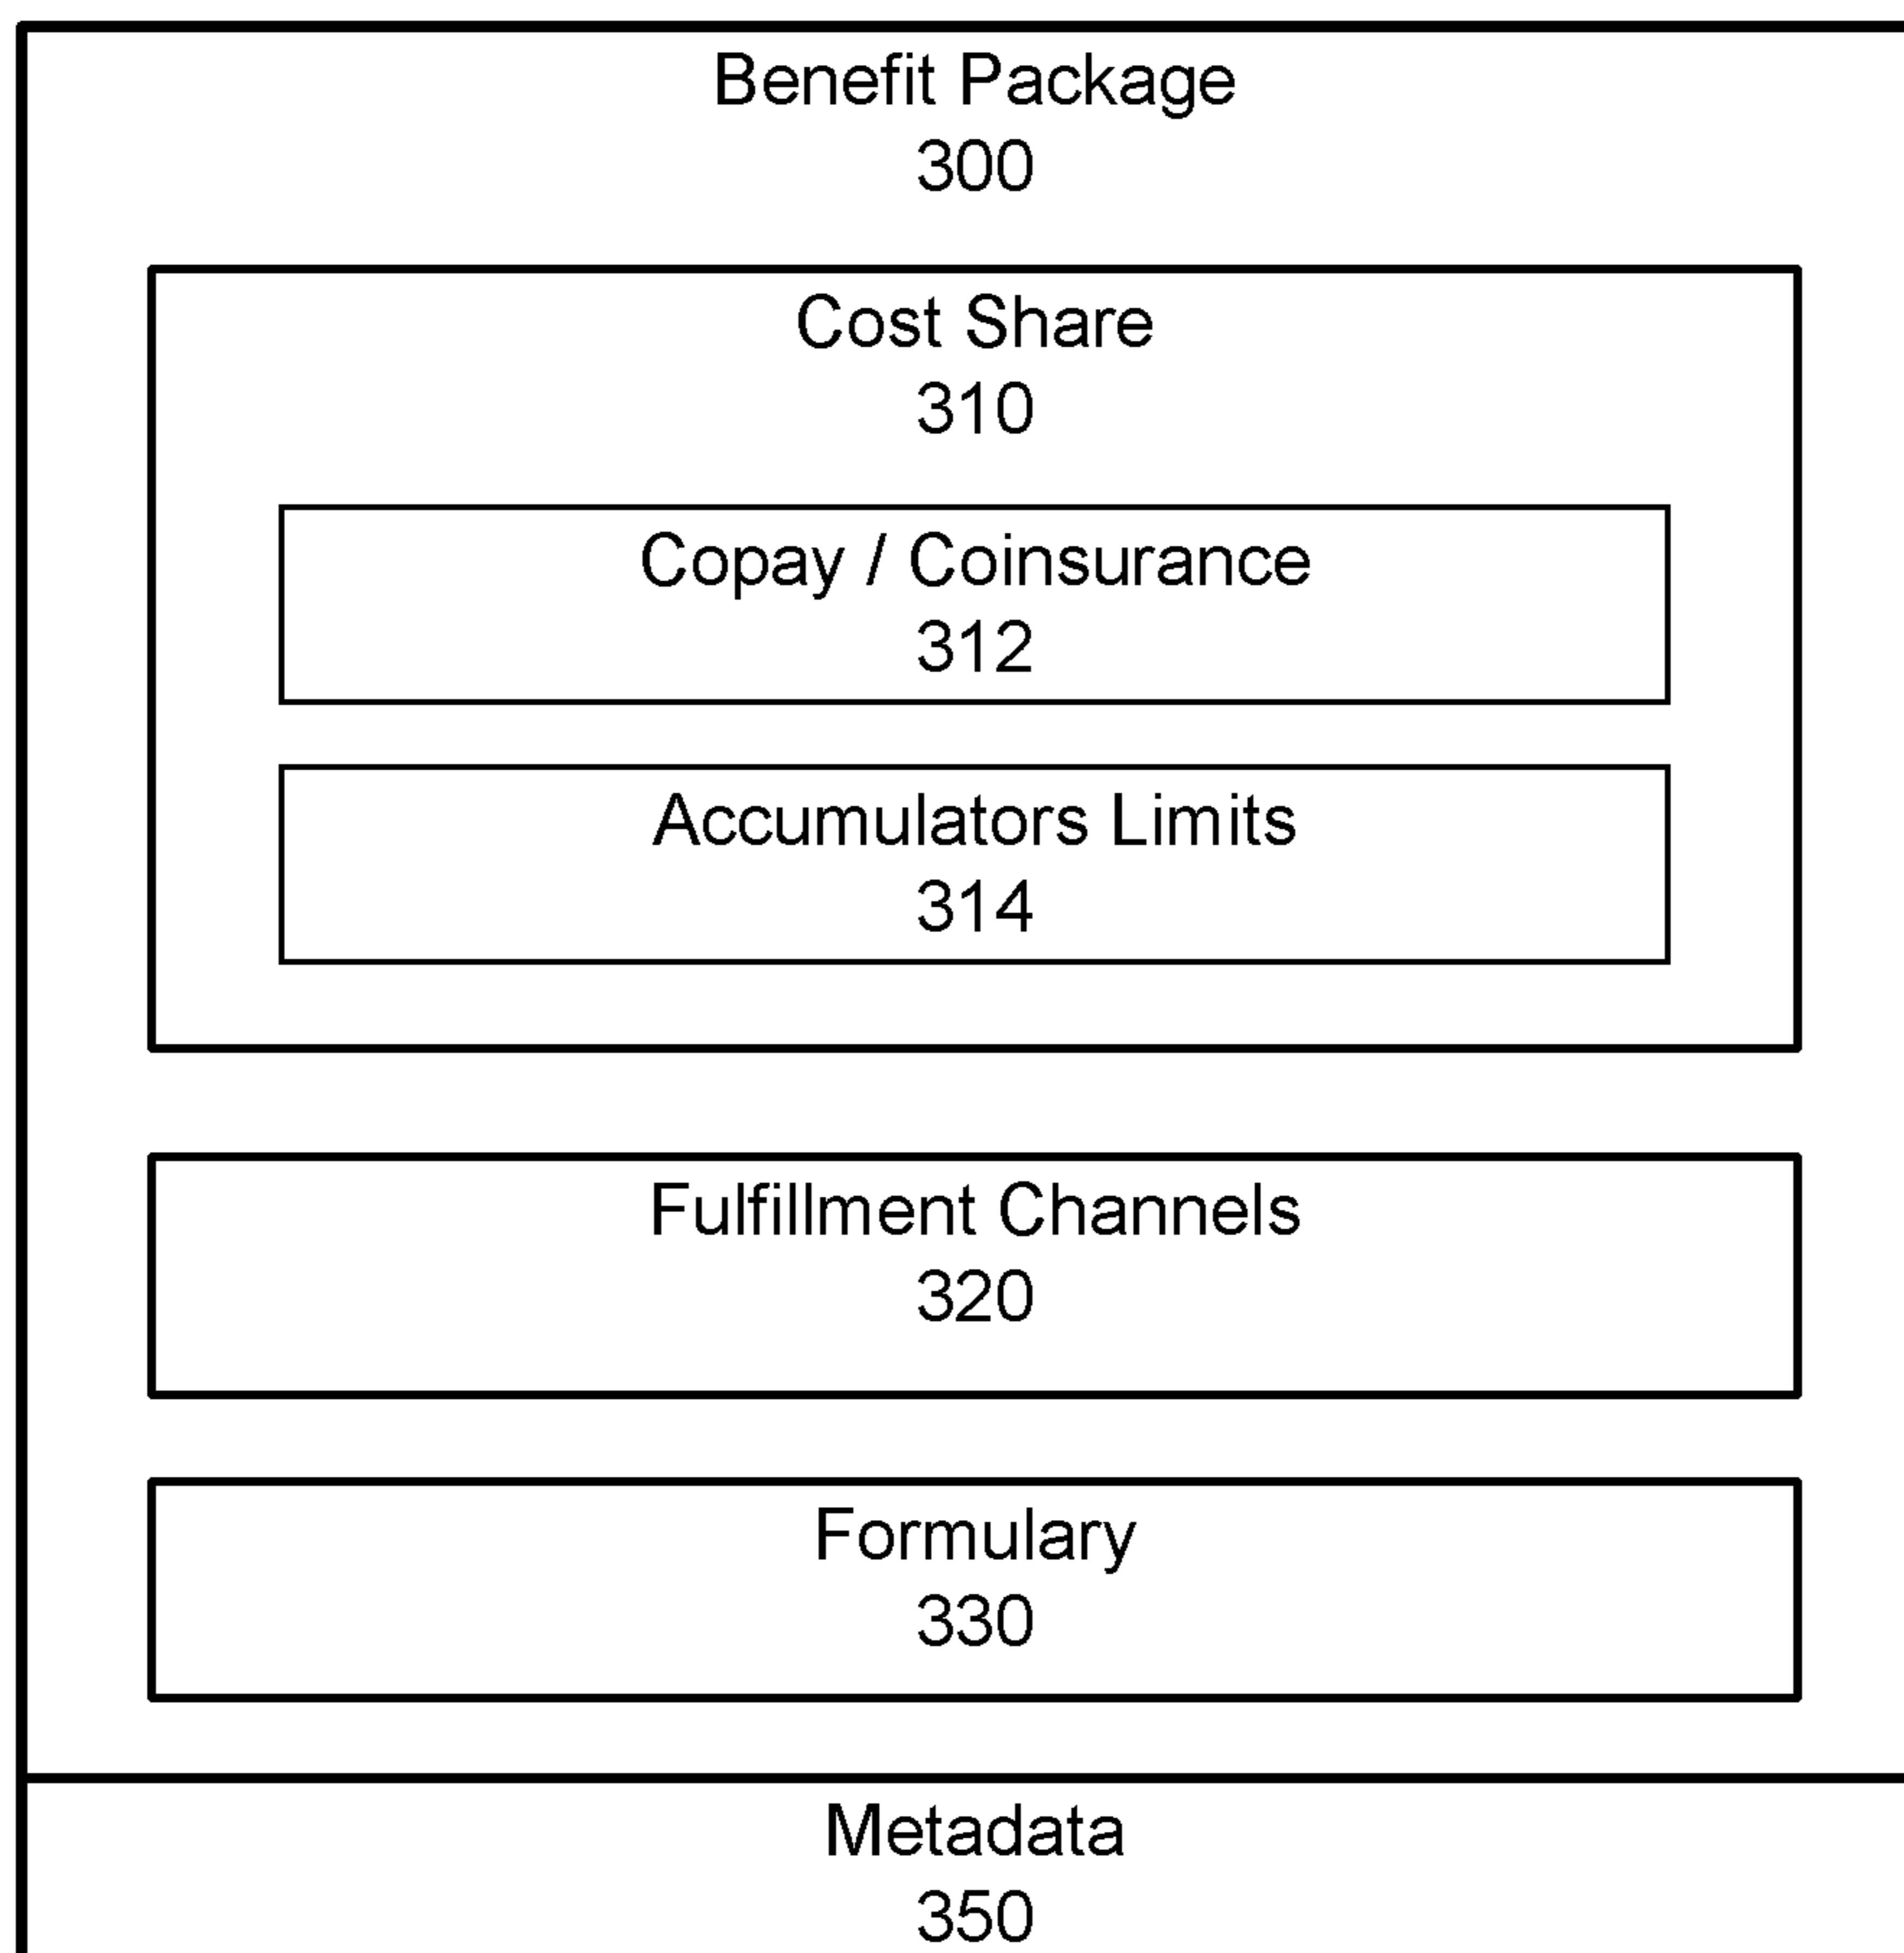 Benefit Package
300
Cost Share
310
Copay / Coinsurance
312
Accumulators Limits
314
Fulfillment Channels
320
Formulary
330
Metadata
350